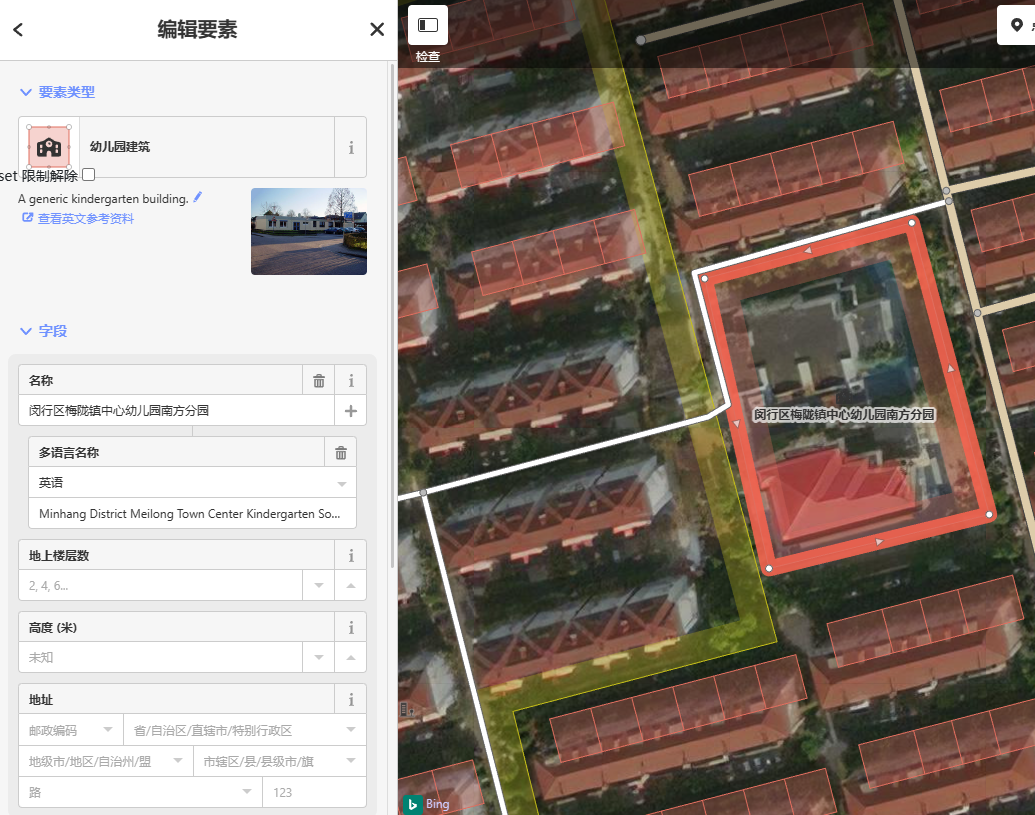 编辑要素
检查
要素类型
幼儿园建筑
set 限制解除
A generic kindergarten building.
查看英文参考资料
字段
名称
闵行区梅陇镇中心幼儿园南方分园
多语言名称
英语
Minhang District Meilong Town Center Kindergarten So...
地上楼层数
2, 4, 6...
高度 (米)
未知
地址
邮政编码
省/自治区/直辖市/特别行政区
地级市/地区/自治州/盟
市辖区/县/县级市/旗
路
123
闵行区梅陇镇中心幼儿园南方分园
Bing